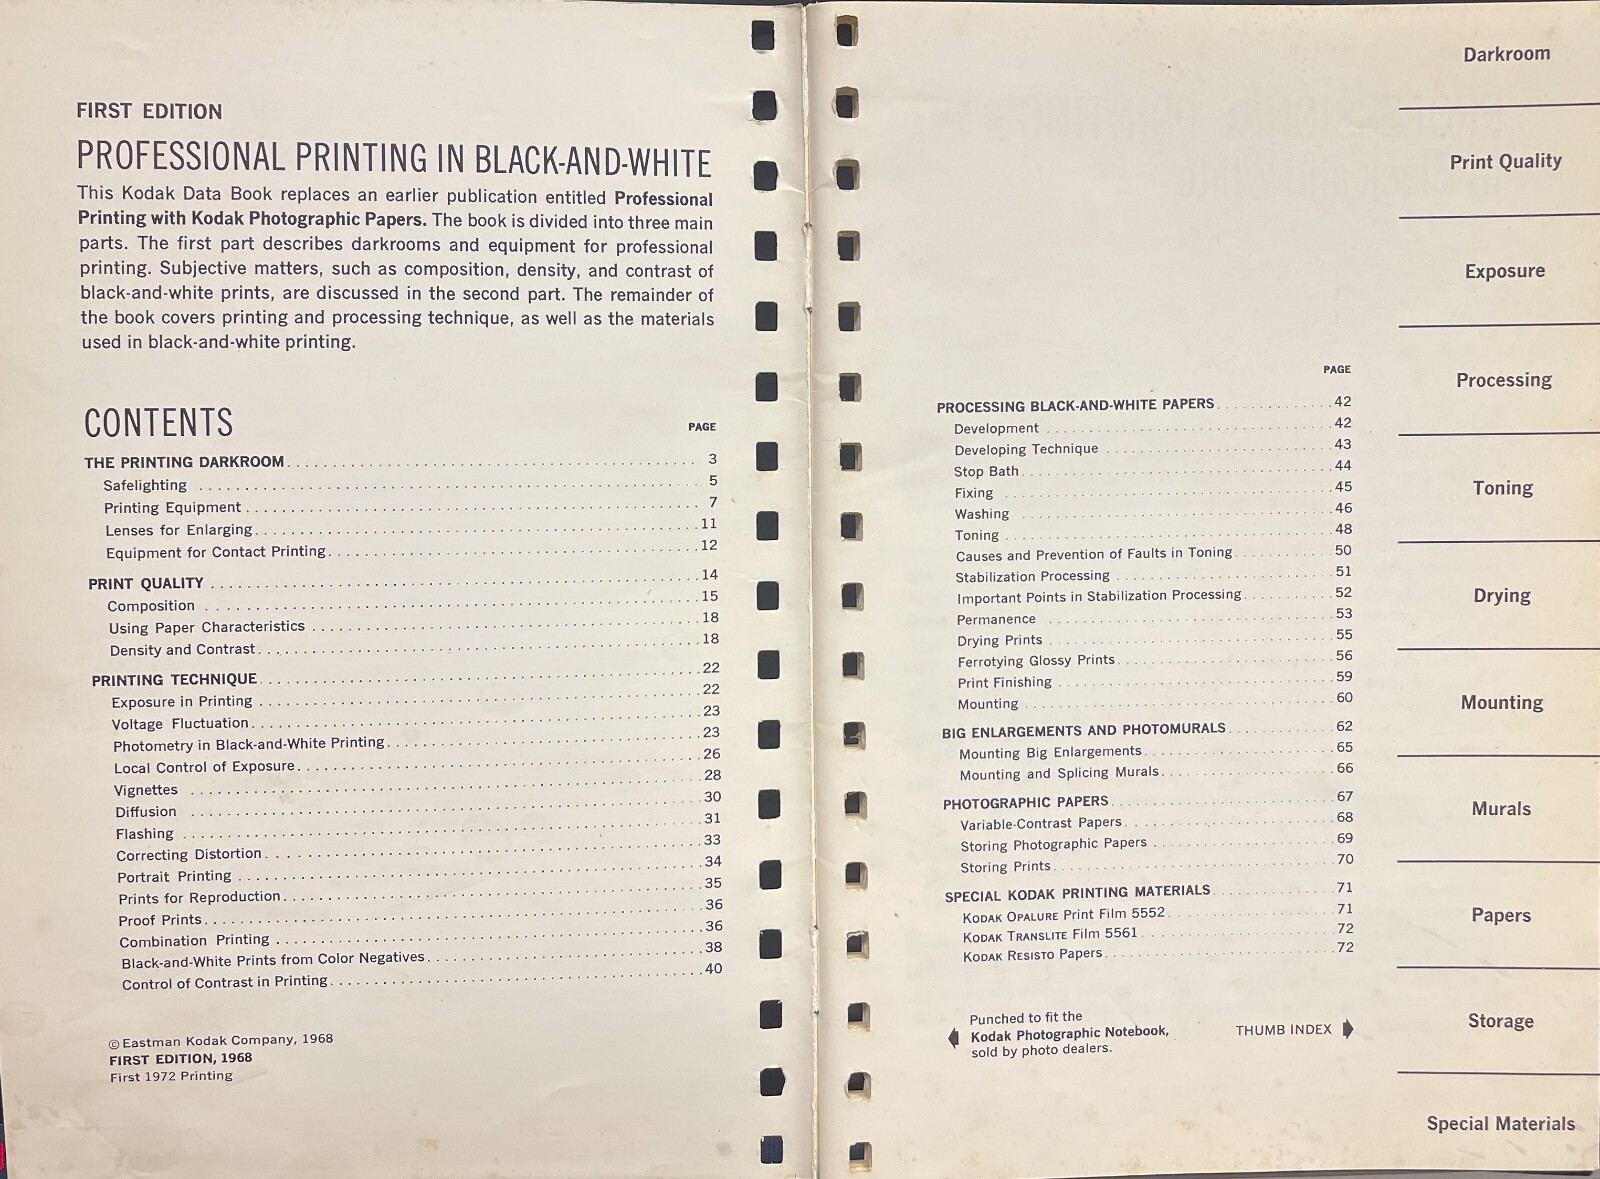 FIRST EDITION
PROFESSIONAL PRINTING IN BLACK-AND-WHITE
This Kodak Data Book replaces an earlier publication entitled Professional
Printing with Kodak Photographic Papers. The book is divided into three main
parts. The first part describes darkrooms and equipment for professional
printing. Subjective matters, such as composition, density, and contrast of
black-and-white prints, are discussed in the second part. The remainder of
the book covers printing and processing technique, as well as the materials
used in black-and-white printing.
CONTENTS
PAGE
THE PRINTING DARKROOM 3
Safelighting 5
Printing Equipment 7
Lenses for Enlarging 11
Equipment for Contact Printing 12
PRINT QUALITY 14
Composition 15
Using Paper Characteristics 18
Density and Contrast 18
PRINTING TECHNIQUE 22
Exposure in Printing 22
Voltage Fluctuation 23
Photometry in Black-and-White Printing 23
Local Control of Exposure 26
Vignettes 28
Diffusion 30
Flashing 31
Correcting Distortion 33
Portrait Printing 34
Prints for Reproduction 35
Proof Prints 36
Combination Printing 36
Black-and-White Prints from Color Negatives 38
Control of Contrast in Printing 40
© Eastman Kodak Company, 1968
FIRST EDITION, 1968
First 1972 Printing
PAGE
PROCESSING BLACK-AND-WHITE PAPERS 42
Development 42
Developing Technique 43
Stop Bath 44
Fixing 45
Washing 46
Toning 48
Causes and Prevention of Faults in Toning 50
Stabilization Processing 51
Important Points in Stabilization Processing 52
Permanence 53
Drying Prints 55
Ferrotyping Glossy Prints 56
Print Finishing 59
Mounting 60
BIG ENLARGEMENTS AND PHOTOMURALS 62
Mounting Big Enlargements 65
Mounting and Splicing Murals 66
PHOTOGRAPHIC PAPERS 67
Variable-Contrast Papers 68
Storing Photographic Papers 69
Storing Prints 70
SPECIAL KODAK PRINTING MATERIALS 71
KODAK OPALURE Print Film 5552 71
KODAK TRANSLITE Film 5561 72
KODAK RESISTO Papers 72
Punched to fit the
Kodak Photographic Notebook,
sold by photo dealers.
THUMB INDEX
Darkroom
Print Quality
Exposure
Processing
Toning
Drying
Mounting
Murals
Papers
Storage
Special Materials